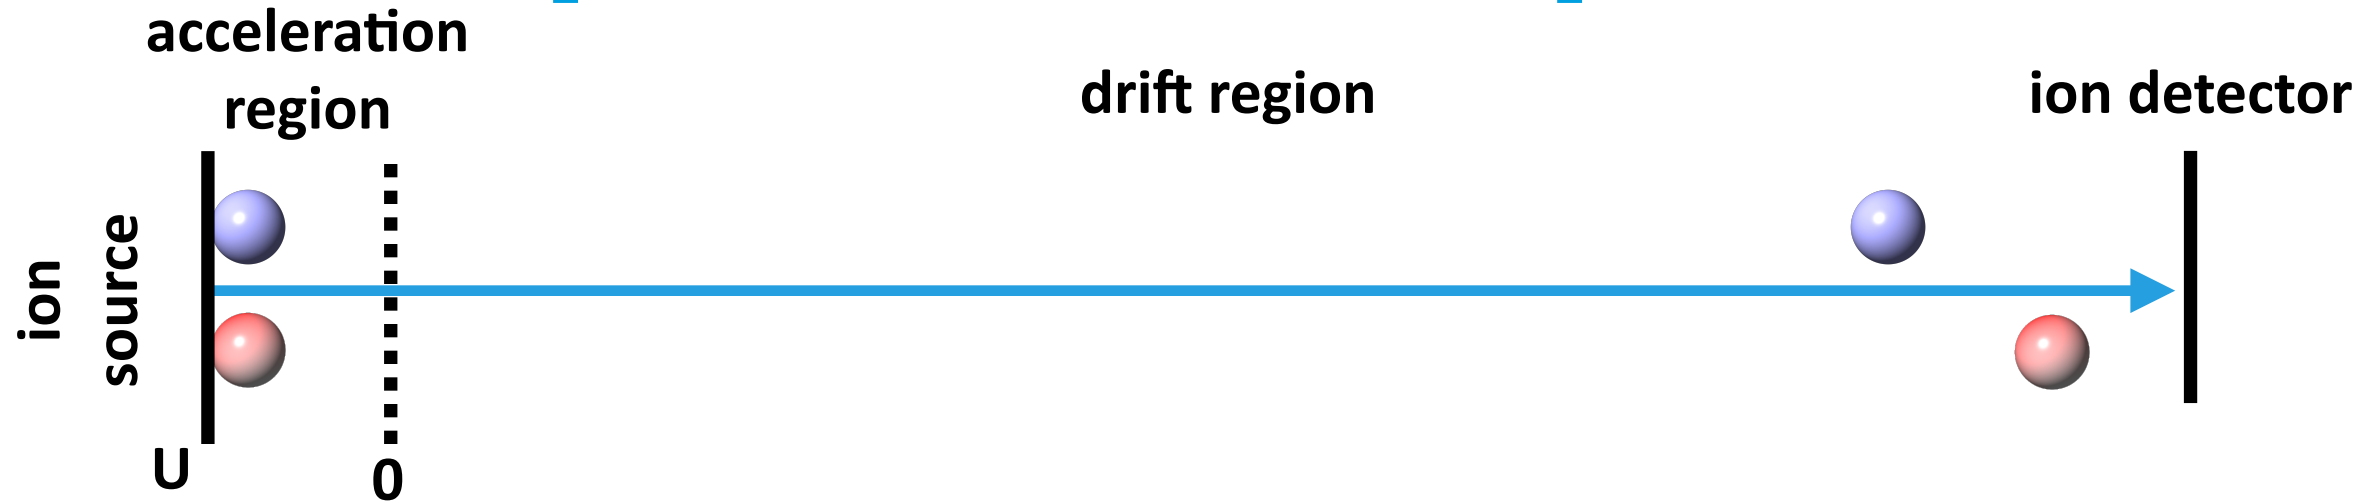 acceleration
region
drift region
ion detector
ion
source
U
0